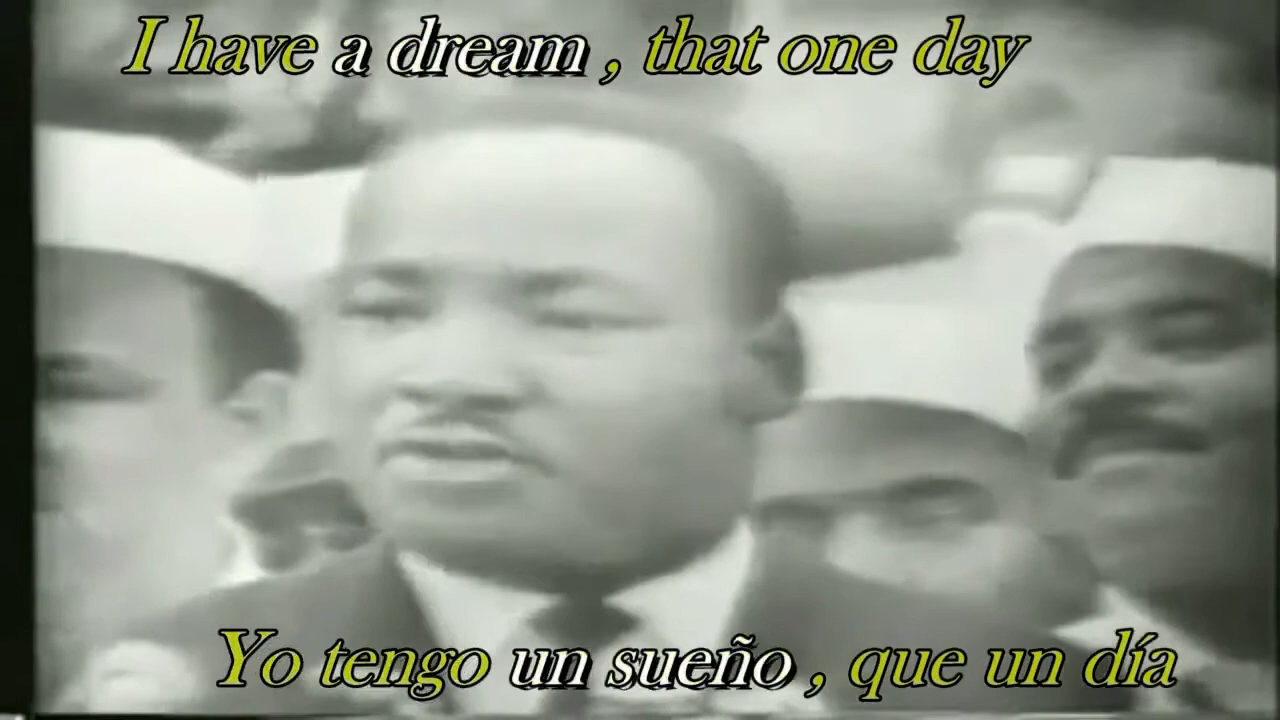 I have a dream , that one day
Yo tengo un sueño , que un día